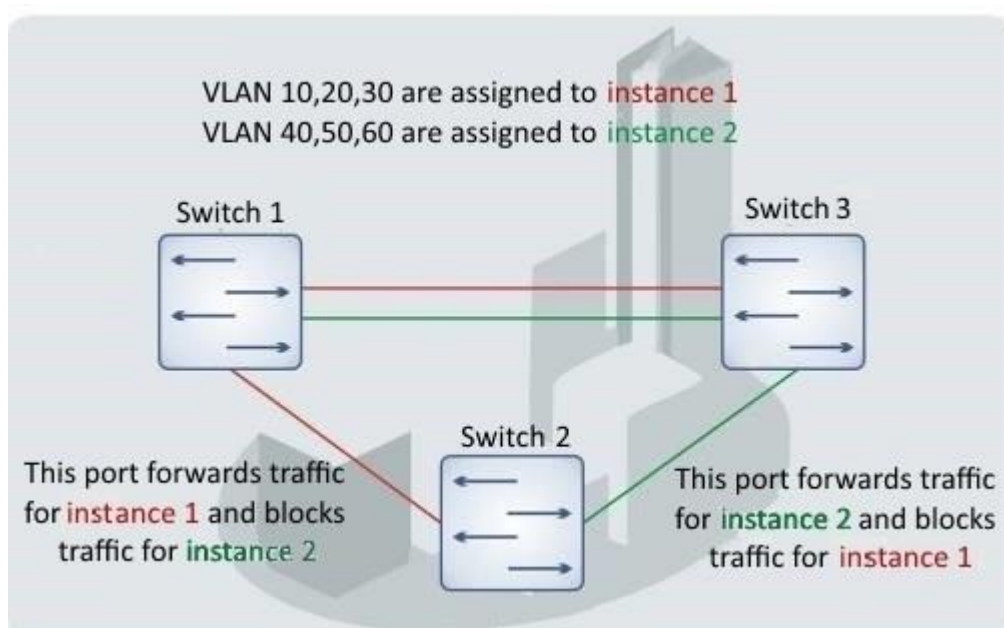 VLAN 10,20,30 are assigned to instance 1
VLAN 40,50,60 are assigned to instance 2
Switch 1
Switch 3
Switch 2
This port forwards traffic
for instance 1 and blocks
traffic for instance 2
This port forwards traffic
for instance 2 and blocks
traffic for instance 1